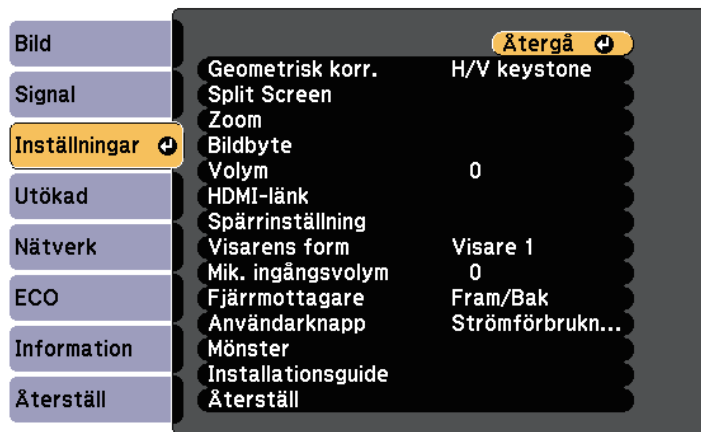 Bild
Signal
Inställningar
Utökad
Nätverk
ECO
Information
Återställ
Återgå
Geometrisk korr. H/V keystone
Split Screen
Zoom
Bildbyte
Volym 0
HDMI-länk
Spärrinställning
Visarens form Visare 1
Mik. ingångsvolym 0
Fjärrmottagare Fram/Bak
Användarknapp Strömförbrukn...
Mönster
Installationsguide
Återställ